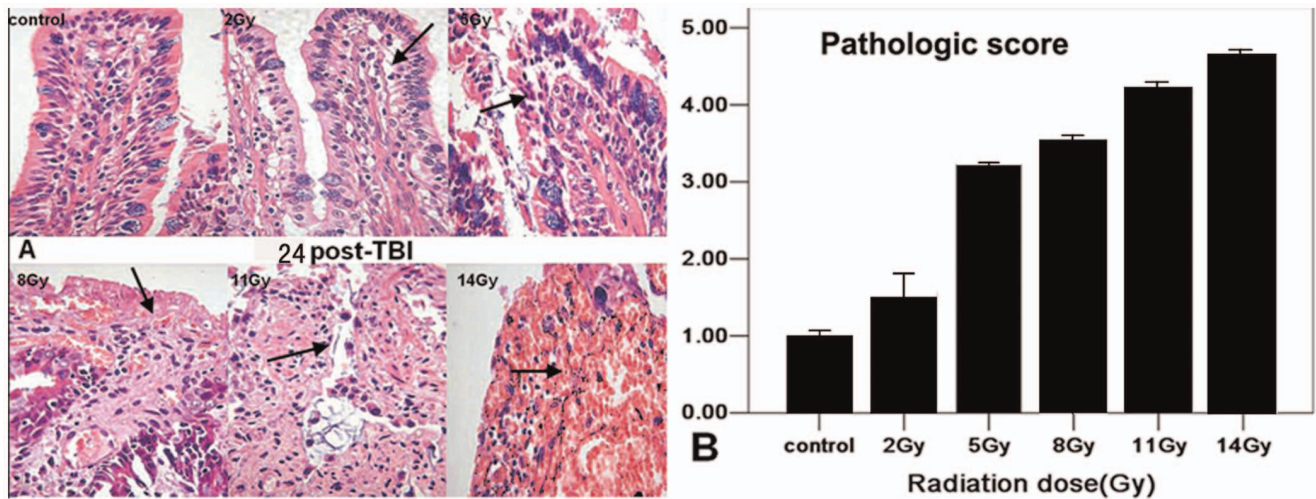 control
2Gy
5Gy
A
24 post-TBI
8Gy
11Gy
14Gy
Pathologic score
5.00
4.00
3.00
2.00
1.00
0.00
control 2Gy 5Gy 8Gy 11Gy 14Gy
B
Radiation dose(Gy)